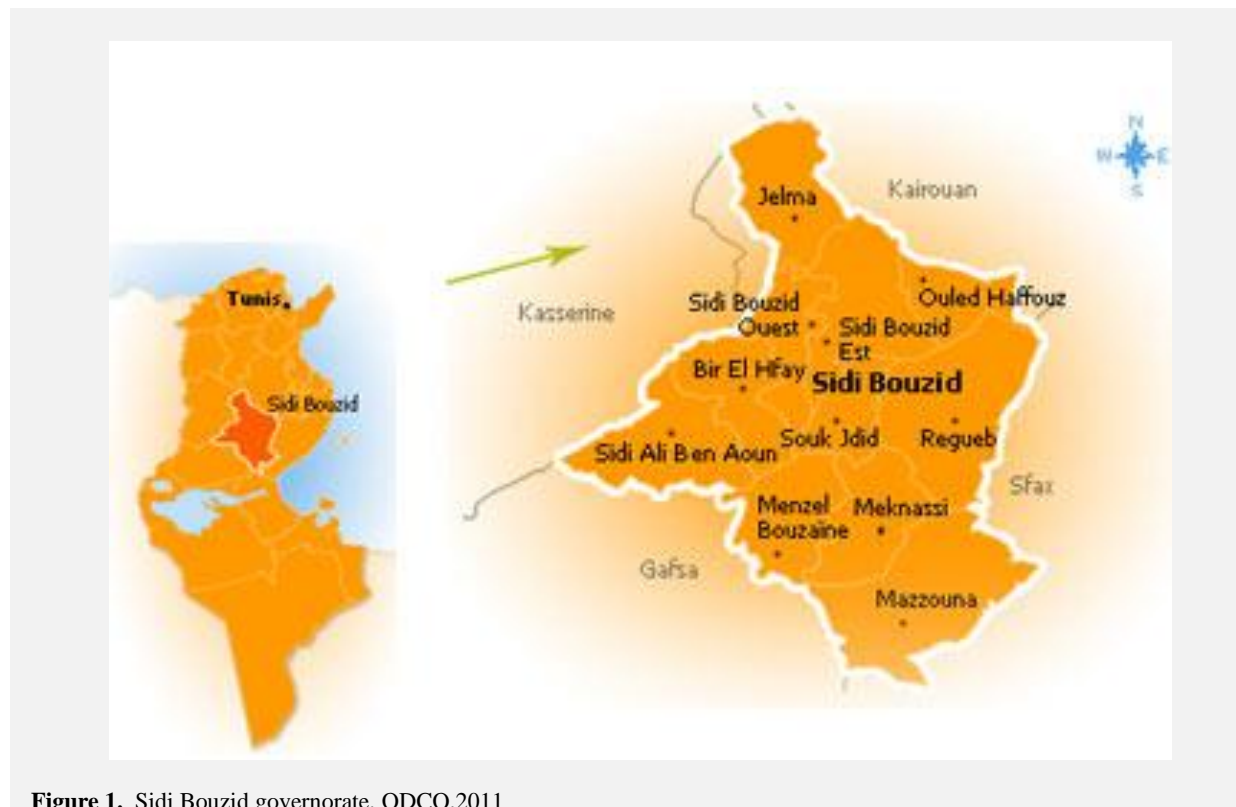 Tunis
Sidi Bouzid
N
W E
S
Jelma
Kairouan
Kasserine
Ouled Haffouz
Sidi Bouzid
Ouest
Sidi Bouzid
Est
Bir El Hfay
Sidi Bouzid
Souk Jdid
Regueb
Sidi Ali Ben Aoun
Sfax
Menzel
Bouzaïne
Meknassi
Gafsa
Mazzouna
Figure 1. Sidi Bouzid governorate. ODCO.2011